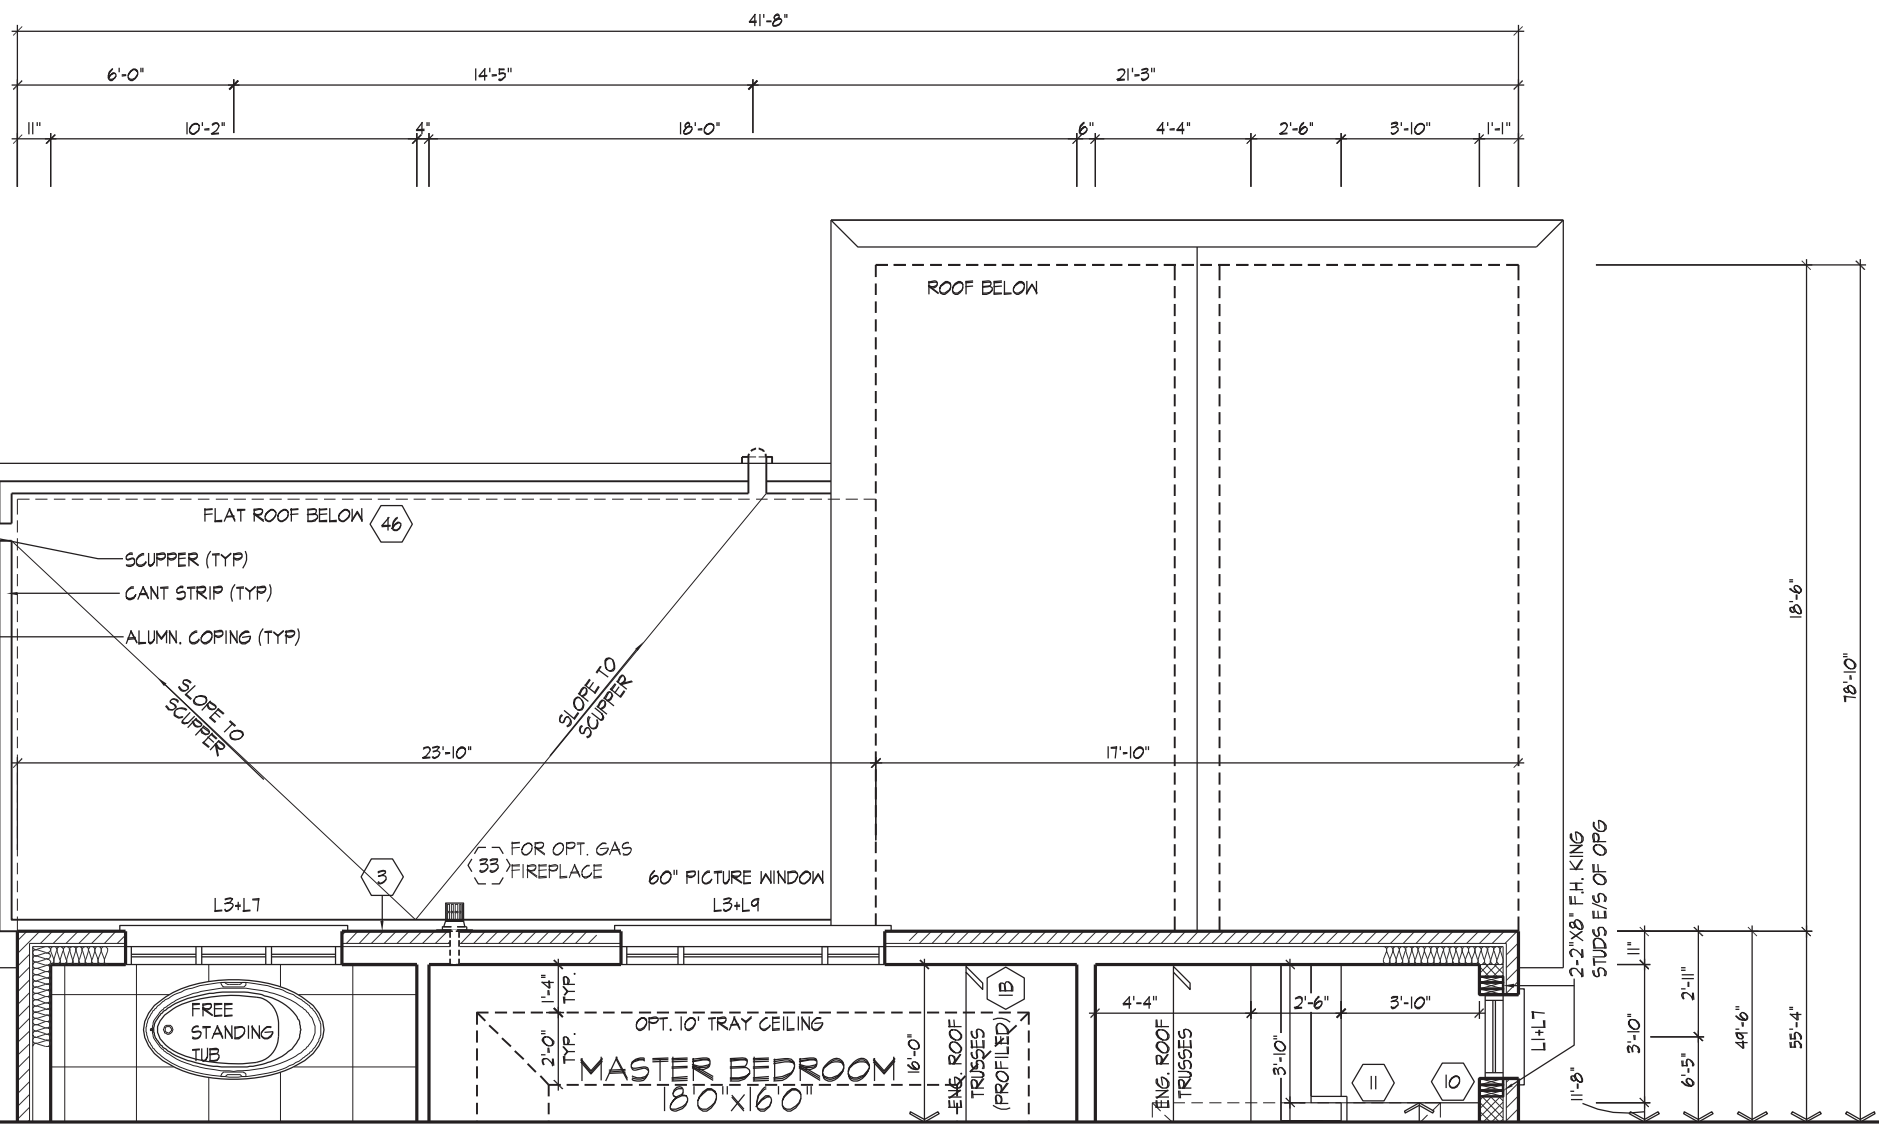 41'-8"
6'-0" 14'-5" 21'-3"
11" 10'-2" 4" 18'-0" 6" 4'-4" 2'-6" 3'-10" 1'-1"
ROOF BELOW
FLAT ROOF BELOW 46
SCUPPER (TYP)
CANT STRIP (TYP)
ALUMN. COPING (TYP)
SLOPE TO
SCUPPER
SLOPE TO
SCUPPER
18'-6"
78'-10"
23'-10" 17'-10"
33 FOR OPT. GAS
FIREPLACE
3
60" PICTURE WINDOW
L3+L7 L3+L9
2-2"X8" F.H. KING
STUDS E/S OF OPG
FREE
STANDING
TUB
1'-4"
TYP.
2'-0"
TYP.
OPT. 10' TRAY CEILING
MASTER BEDROOM
18'0"x16'0"
16'-0"
ENG. ROOF
TRUSSES
(PROFILED)
1B
4'-4" 2'-6" 3'-10"
ENG. ROOF
TRUSSES
3'-10"
11 10
L1+L7
11'-8"
11"
3'-10"
2'-11"
6'-5"
49'-6"
55'-4"